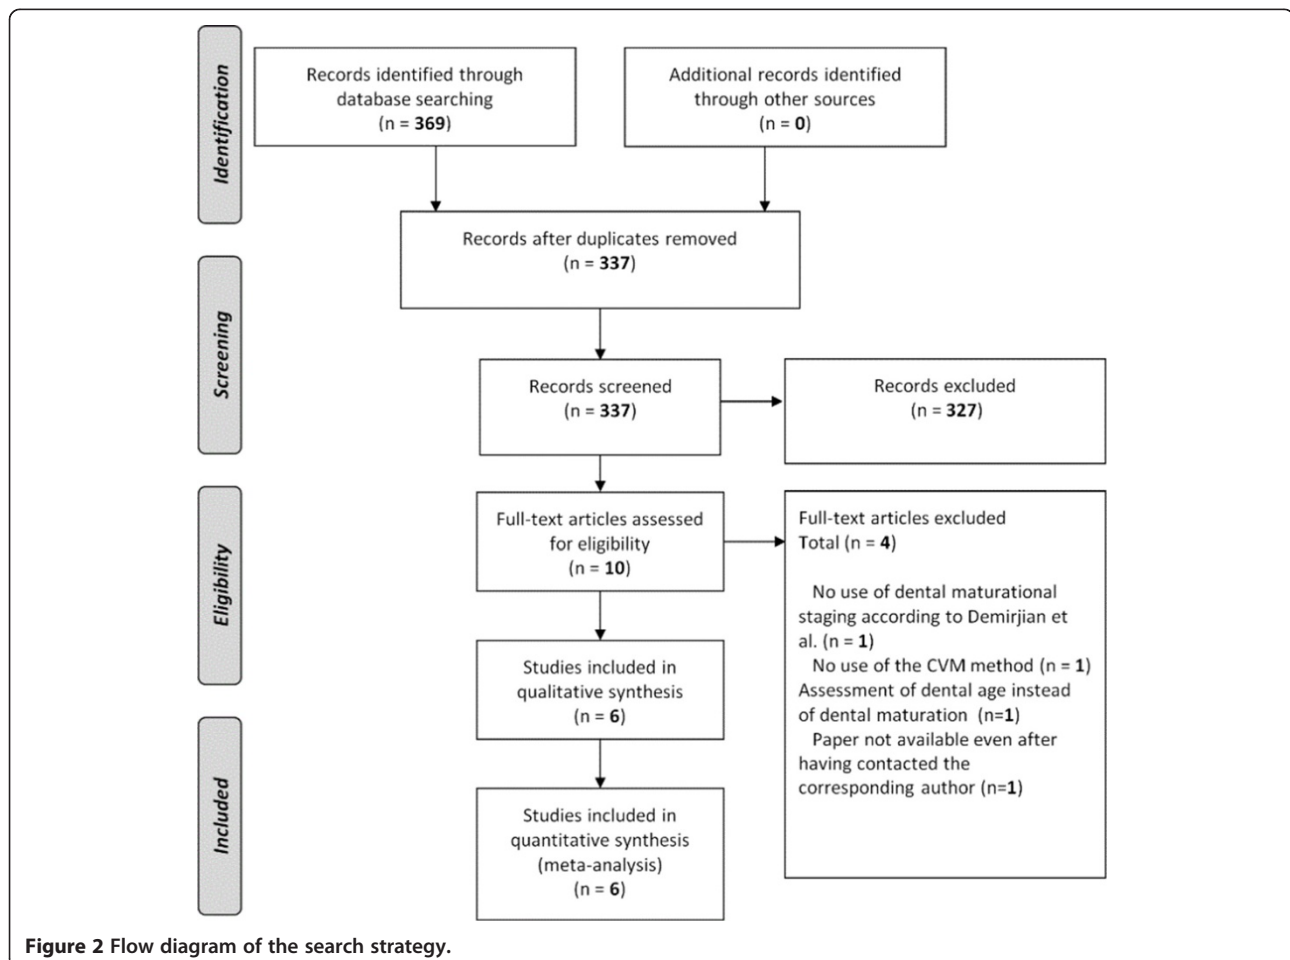 Identification
Records identified through
database searching
(n = 369)
Additional records identified
through other sources
(n = 0)
Records after duplicates removed
(n = 337)
Screening
Records screened
(n = 337)
Records excluded
(n = 327)
Eligibility
Full-text articles assessed
for eligibility
(n = 10)
Full-text articles excluded
Total (n = 4)
No use of dental maturational
staging according to Demirjian et
al. (n = 1)
No use of the CVM method (n = 1)
Assessment of dental age instead
of dental maturation (n=1)
Paper not available even after
having contacted the
corresponding author (n=1)
Studies included in
qualitative synthesis
(n = 6)
Included
Studies included in
quantitative synthesis
(meta-analysis)
(n = 6)
Figure 2 Flow diagram of the search strategy.